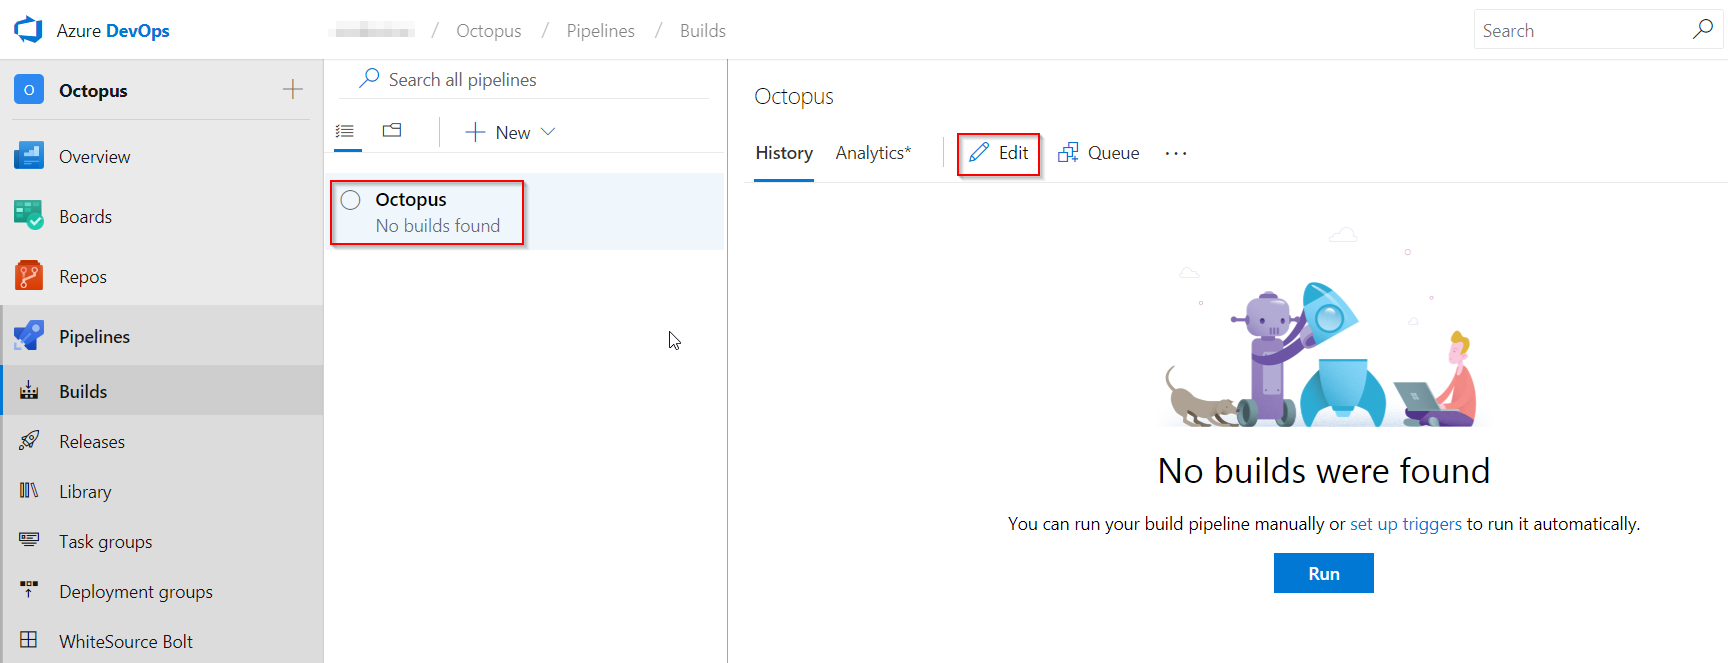 Azure DevOps
/ Octopus / Pipelines / Builds
Search
O Octopus
Overview
Boards
Repos
Pipelines
Builds
Releases
Library
Task groups
Deployment groups
WhiteSource Bolt
Search all pipelines
New
Octopus
No builds found
Octopus
History Analytics* Edit Queue ...
No builds were found
You can run your build pipeline manually or set up triggers to run it automatically.
Run